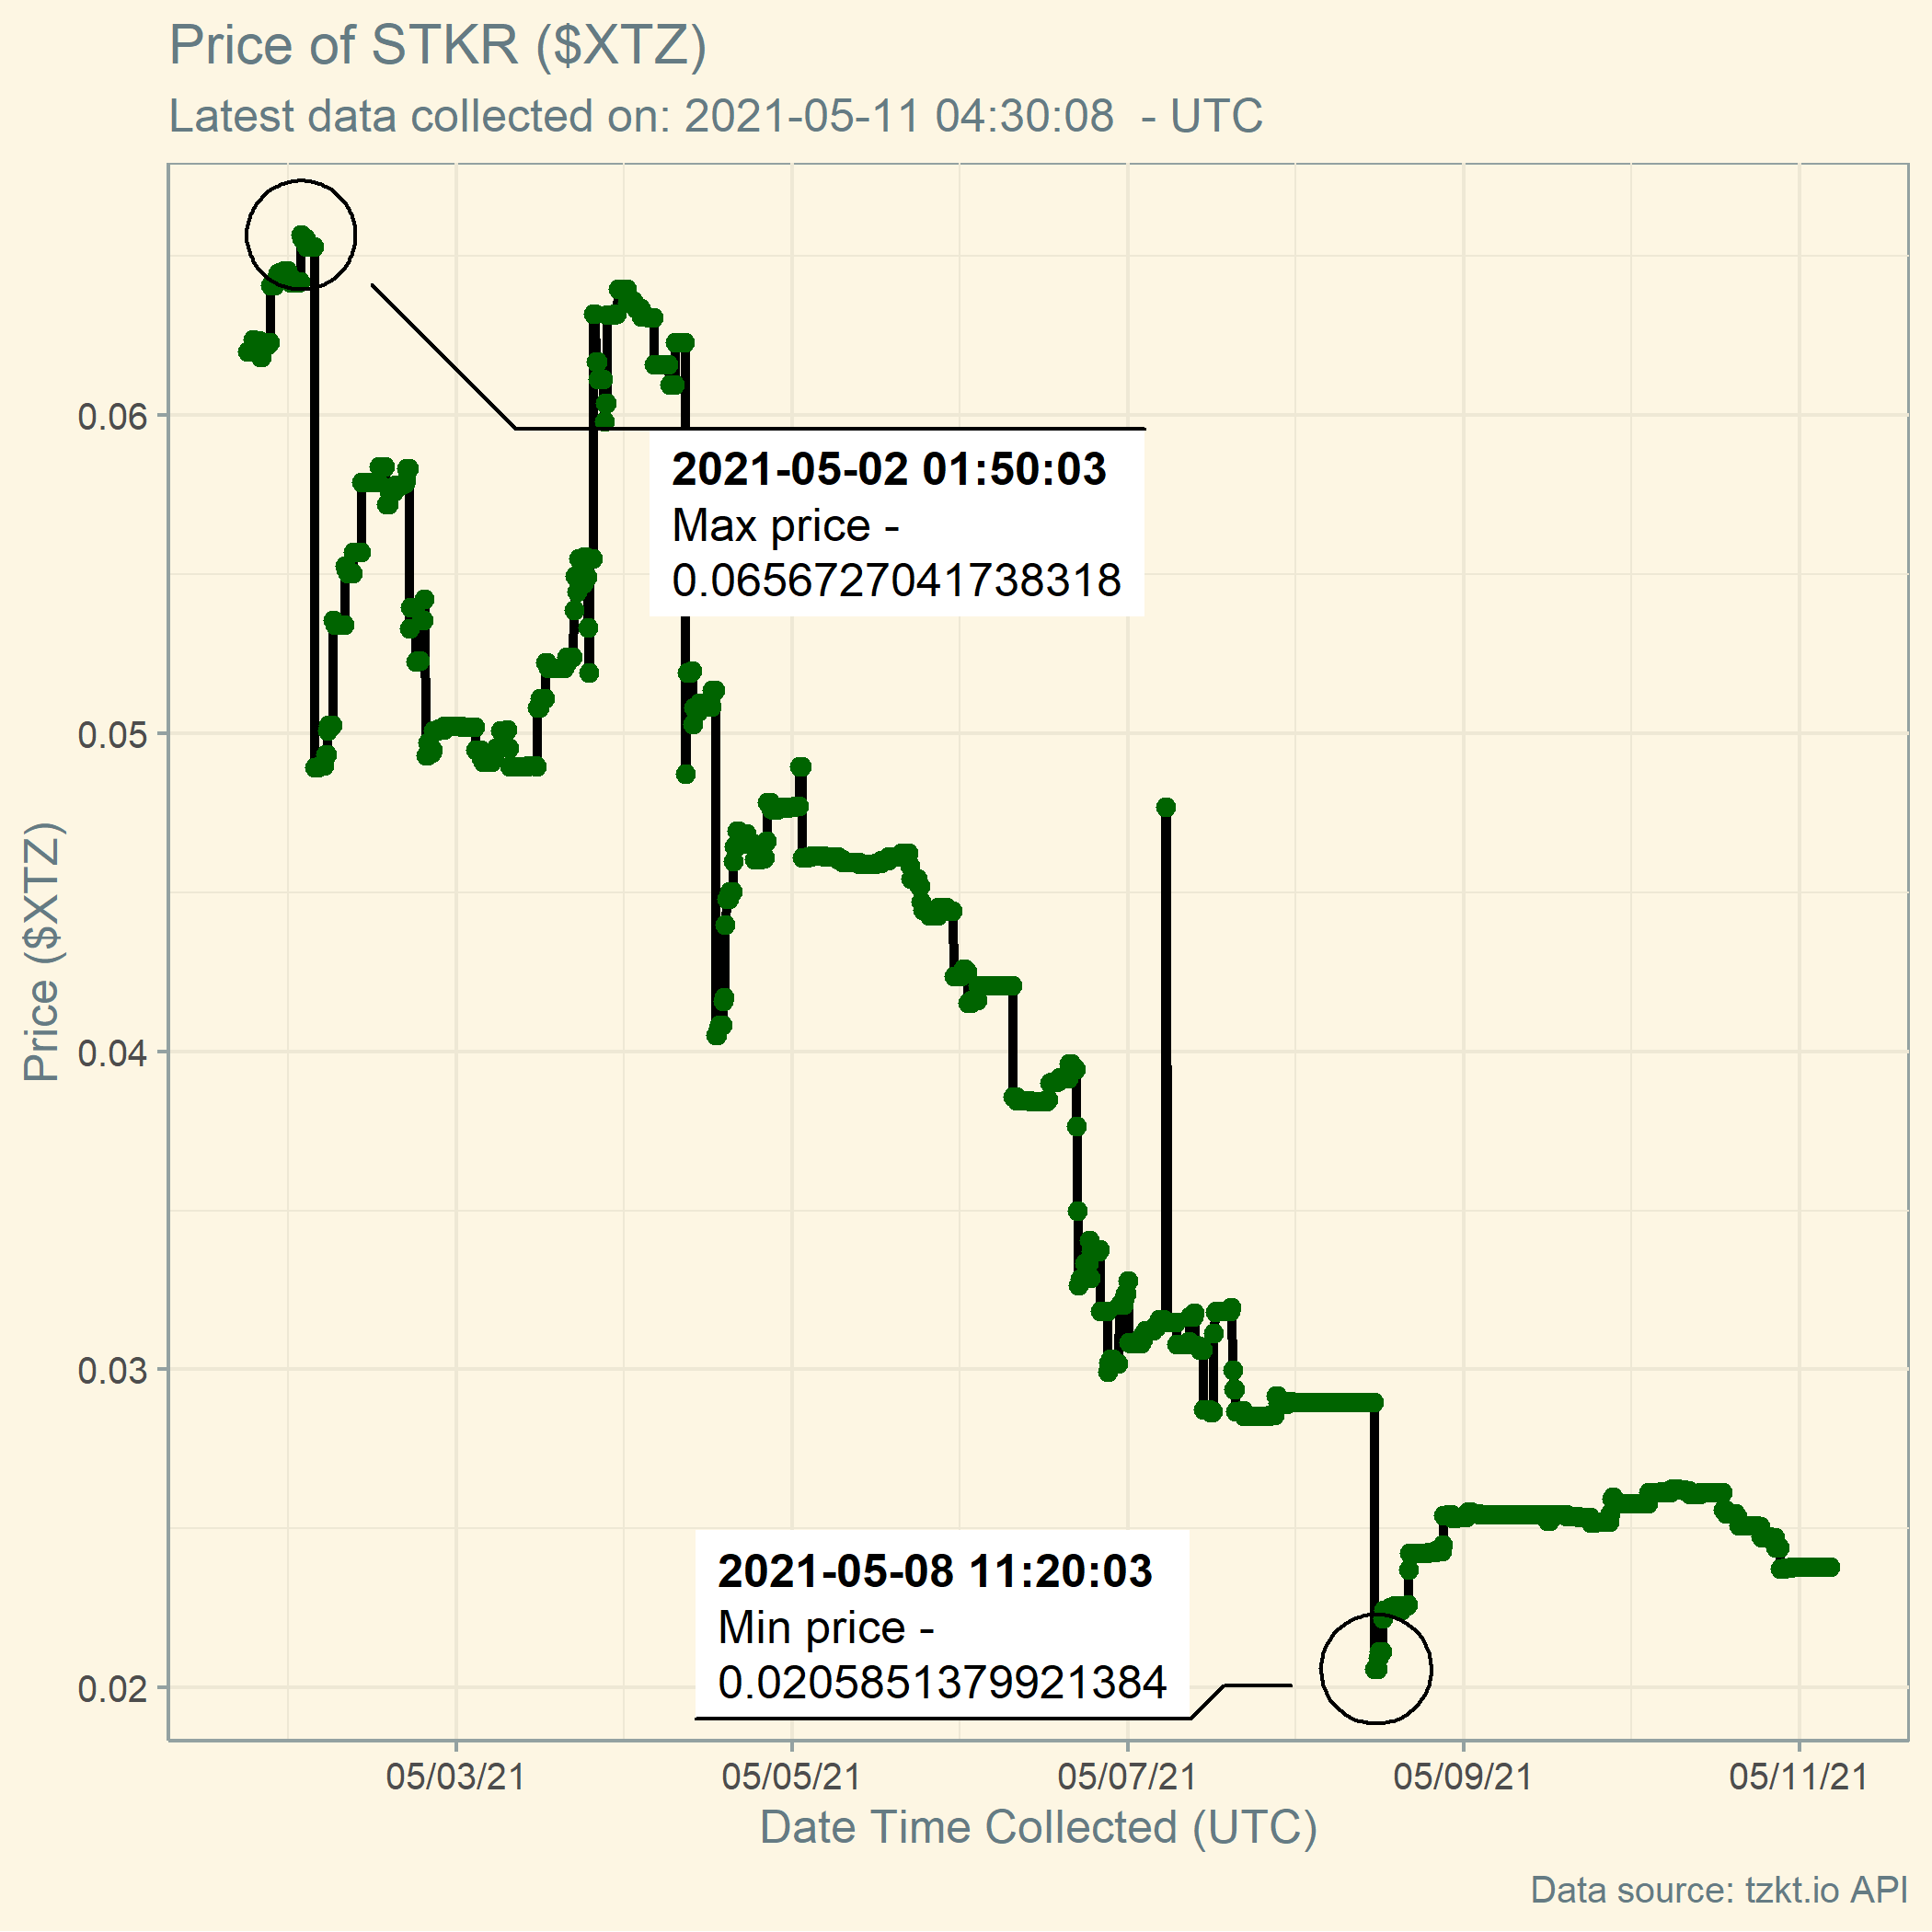 Price of STKR ($XTZ)
Latest data collected on: 2021-05-11 04:30:08  - UTC
Price ($XTZ)
0.06
0.05
0.04
0.03
0.02
2021-05-02 01:50:03
Max price -
0.0656727041738318
2021-05-08 11:20:03
Min price -
0.0205851379921384
05/03/21
05/05/21
05/07/21
05/09/21
05/11/21
Date Time Collected (UTC)
Data source: tzkt.io API